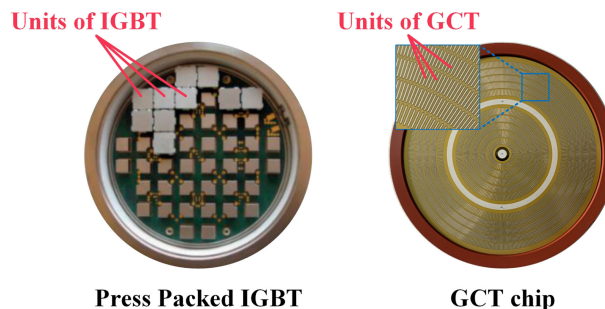 Units of IGBT
Units of GCT
Press Packed IGBT
GCT chip